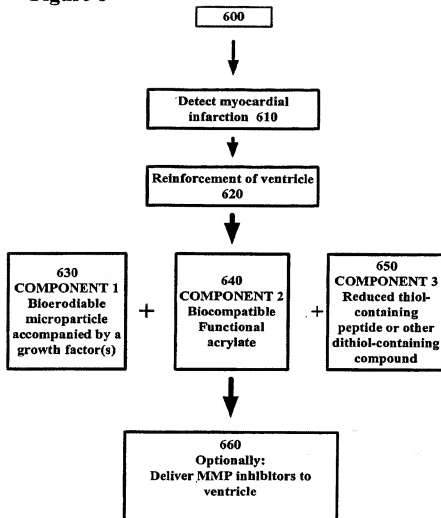 600
Detect myocardial
infarction 610
Reinforcement of ventricle
620
630
COMPONENT 1
Bioerodiable
microparticle
accompanied by a
growth factor(s)
+
640
COMPONENT 2
Biocompatible
Functional
acrylate
+
650
COMPONENT 3
Reduced thiol-
containing
peptide or other
dithiol-containing
compound
660
Optionally:
Deliver MMP inhibitors to
ventricle